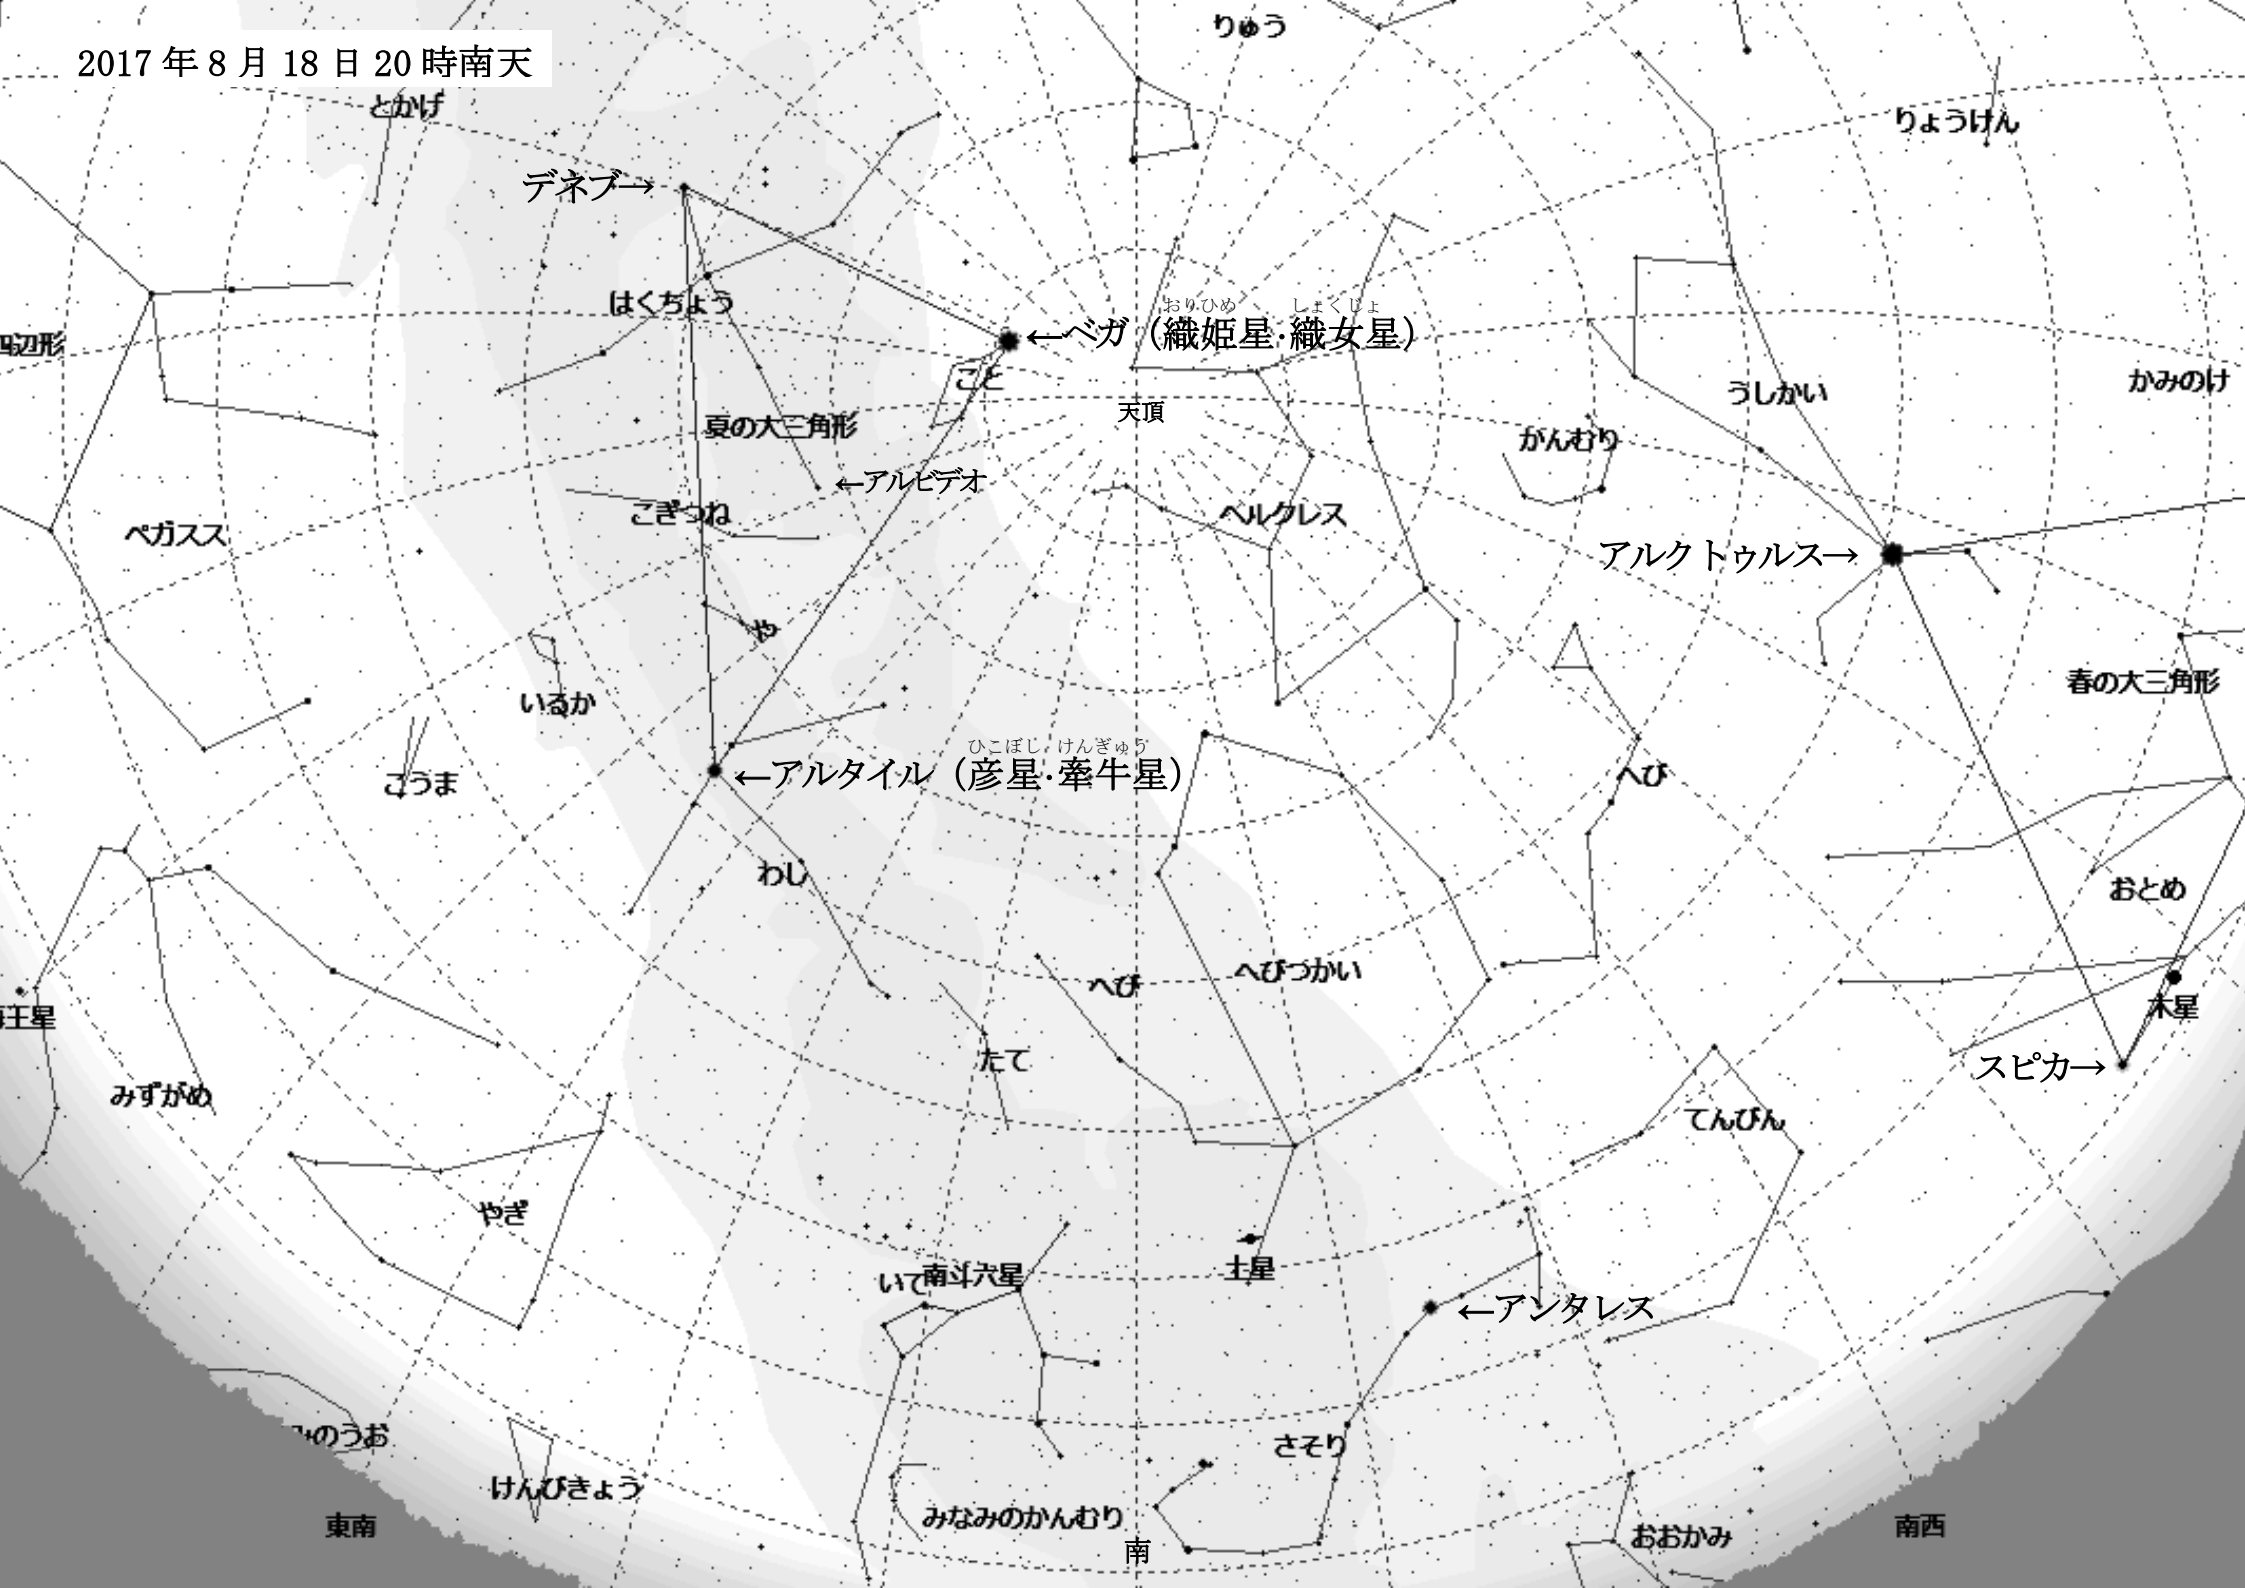 りゅう
2017年8月18日20時南天
とかげ
りょうけん
デネブ→
はくちょう
おりひめ しょくじょ
←ベガ（織姫星・織女星）
四辺形
こと
かみのけ
うしかい
天頂
夏の大三角形
かんむり
←アルビデオ
こぎつね
ヘルクレス
ペガスス
アルクトゥルス→
や
春の大三角形
いるか
ひこぼし けんぎゅう
←アルタイル（彦星・牽牛星）
へび
こうま
わし
おとめ
へびつかい
へび
木星
王星
たて
スピカ→
みずがめ
てんびん
やぎ
土星
いて
南斗六星
←アンタレス
みのうお
さそり
けんびきょう
みなみのかんむり
東南
南西
おおかみ
南